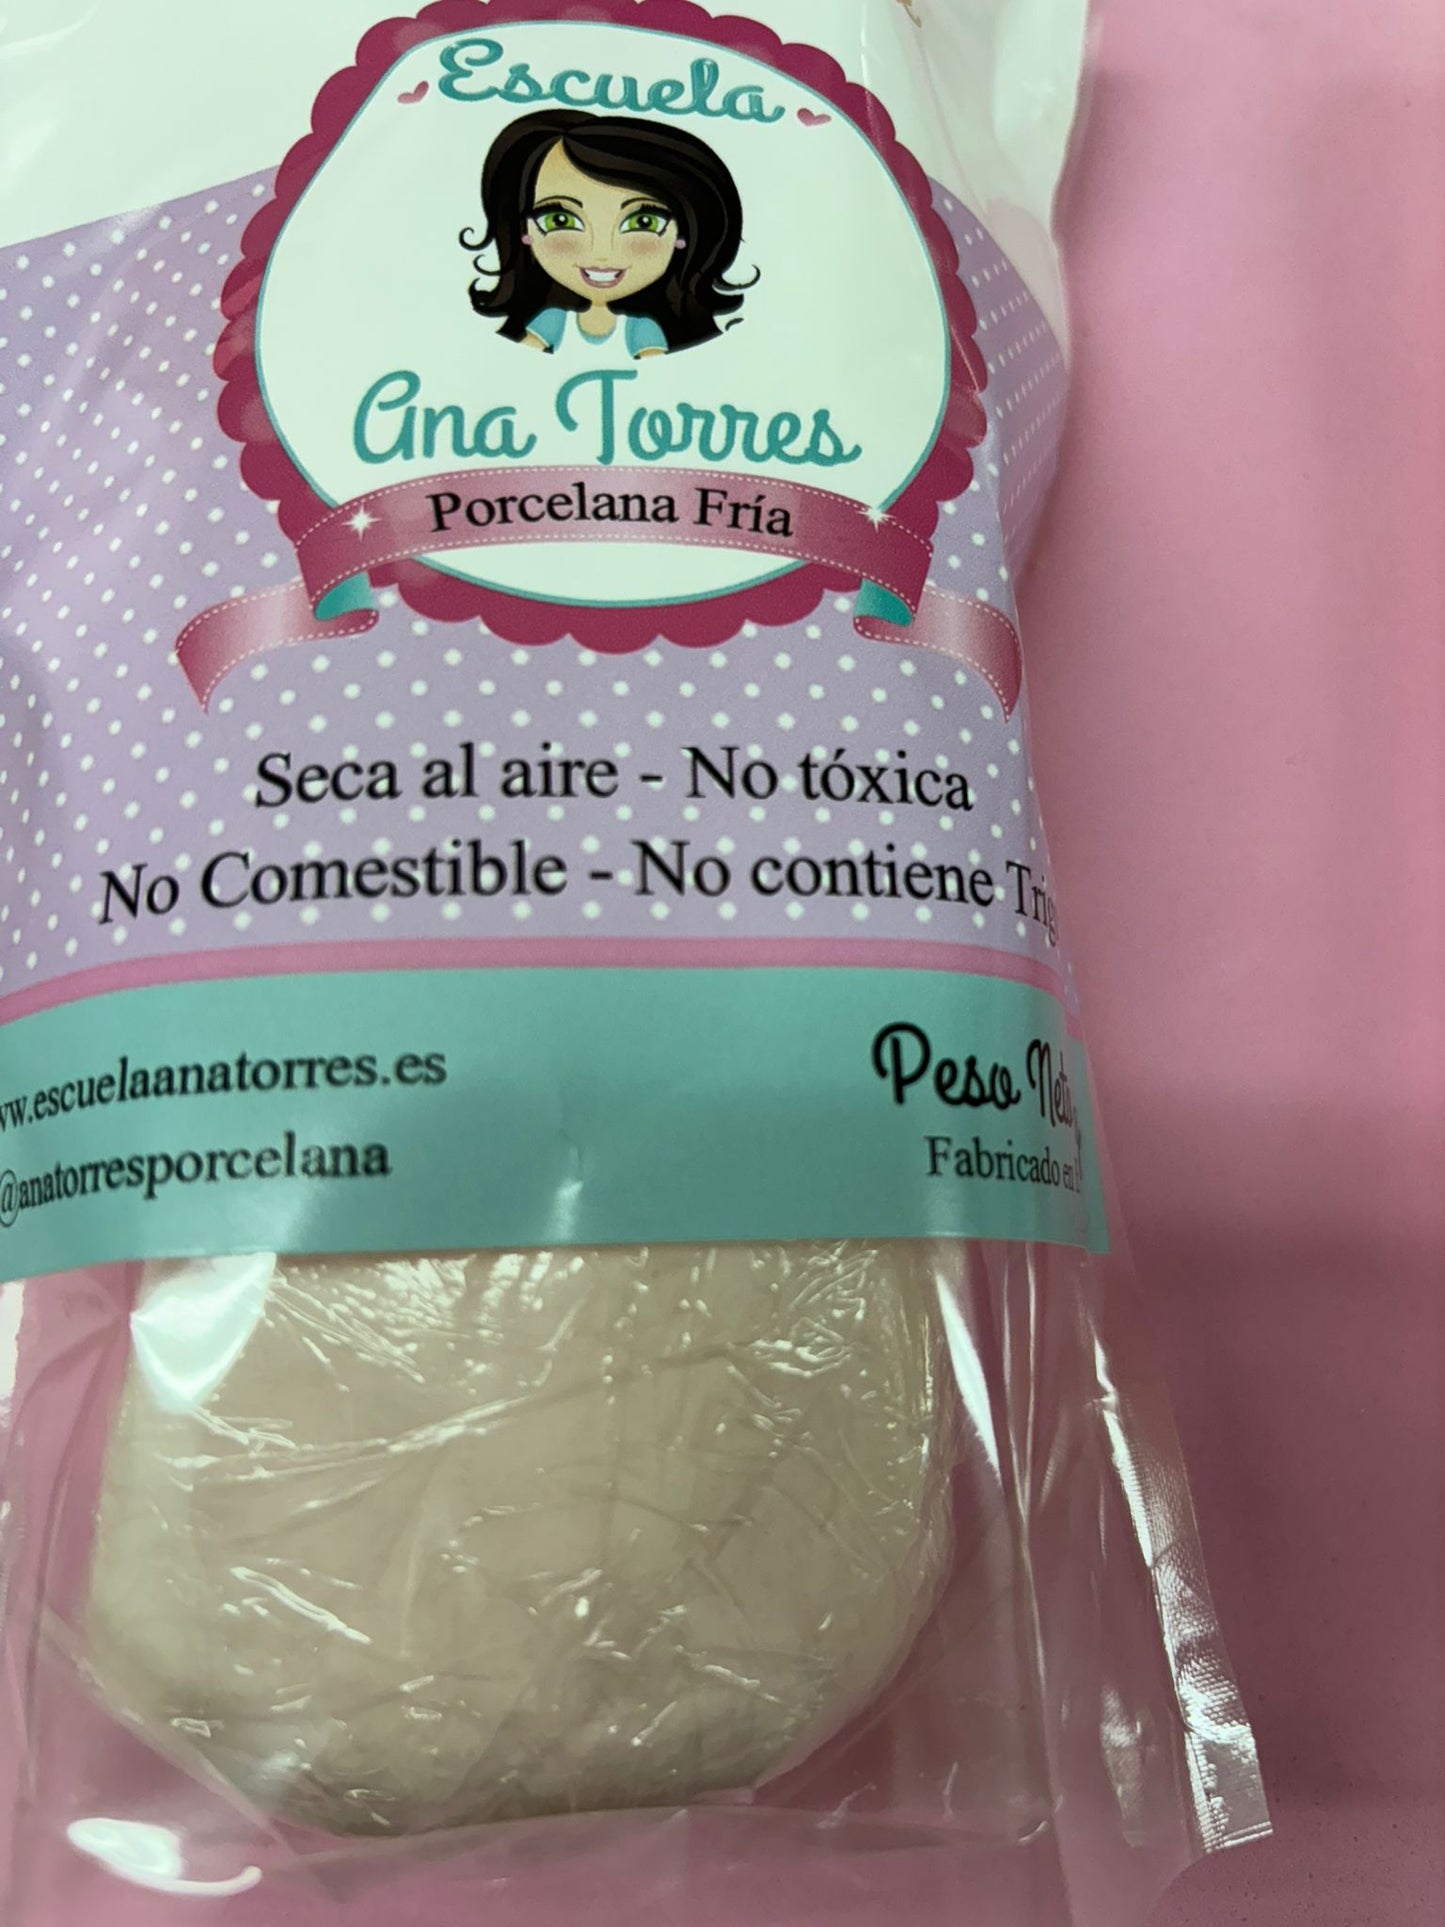 Escuela
Ana Torres
Porcelana Fría
Seca al aire - No tóxica
No Comestible - No contiene
www.escuelaanatorres.es
@anatorresporcelana
Peso Neto
Fabricado en